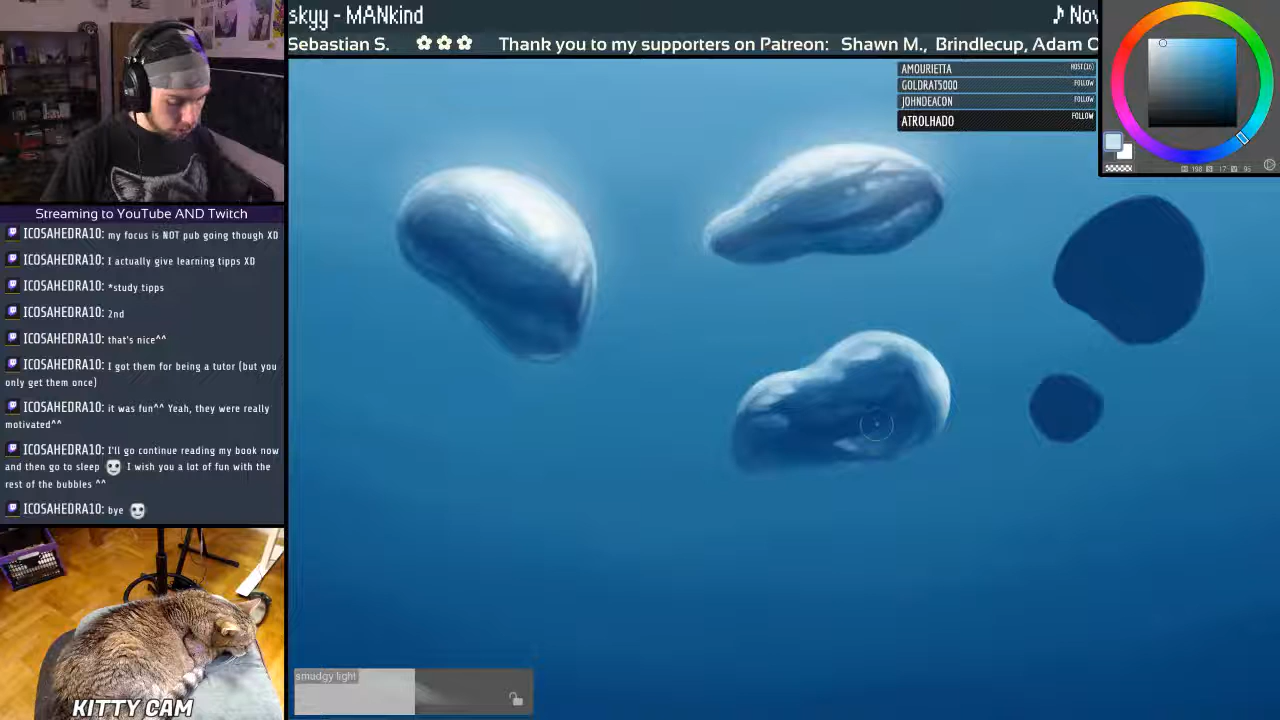 skyy - MANkind
♪ Nov
Sebastian S. ✿ ✿ ✿ Thank you to my supporters on Patreon: Shawn M., Brindlecup, Adam C
AMOURIETTA HOST(16)
GOLDRAT5000 FOLLOW
JOHNDEACON FOLLOW
ATROLHADO FOLLOW
H 198 S 17 V 95
Streaming to YouTube AND Twitch
ICOSAHEDRA10: my focus is NOT pub going though XD
ICOSAHEDRA10: I actually give learning tipps XD
ICOSAHEDRA10: *study tipps
ICOSAHEDRA10: 2nd
ICOSAHEDRA10: that's nice^^
ICOSAHEDRA10: I got them for being a tutor (but you
only get them once)
ICOSAHEDRA10: it was fun^^ Yeah, they were really
motivated^^
ICOSAHEDRA10: I'll go continue reading my book now
and then go to sleep I wish you a lot of fun with the
rest of the bubbles ^^
ICOSAHEDRA10: bye
smudgy light
KITTY CAM